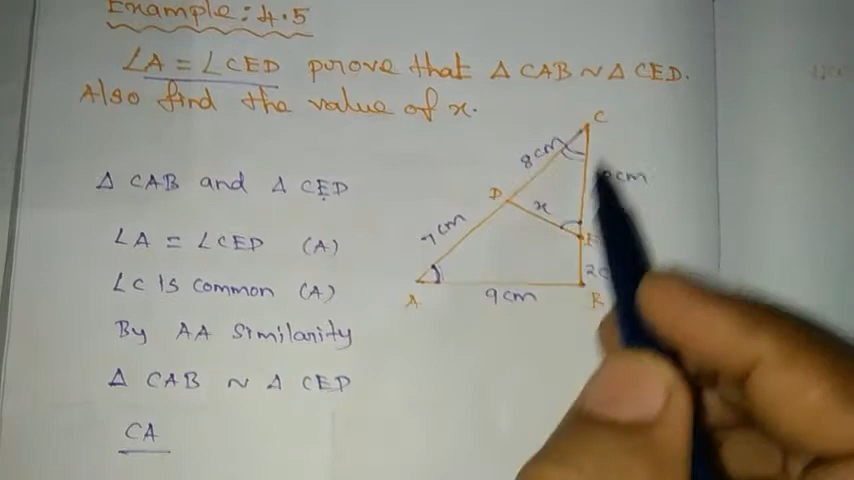 Example: 4.5
∠A = ∠CED prove that Δ CAB ~ Δ CED.
Also find the value of x.
C
8cm
Δ CAB and Δ CED
D
x
7cm
∠A = ∠CED (A)
∠C is common (A)
A
9cm
B
By AA Similarity
Δ CAB ~ Δ CED
CA